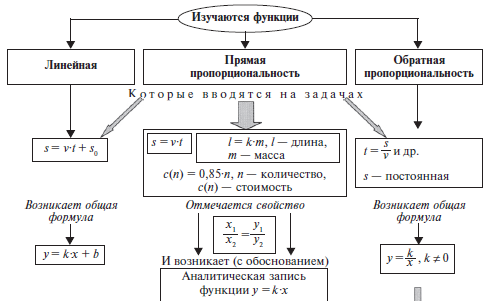 Изучаются функции
Линейная
Прямая
пропорциональность
Обратная
пропорциональность
Которые вводятся на задачах
s = v·t + s₀
s = v·t
l = k·m, l — длина,
m — масса
c(n) = 0,85·n, n — количество,
c(n) — стоимость
t = s/v и др.
s — постоянная
Возникает общая
формула
Отмечается свойство
Возникает общая
формула
x₁/x₂ = y₁/y₂
y = k·x + b
y = k/x, k ≠ 0
И возникает (с обоснованием)
Аналитическая запись
функции y = k·x